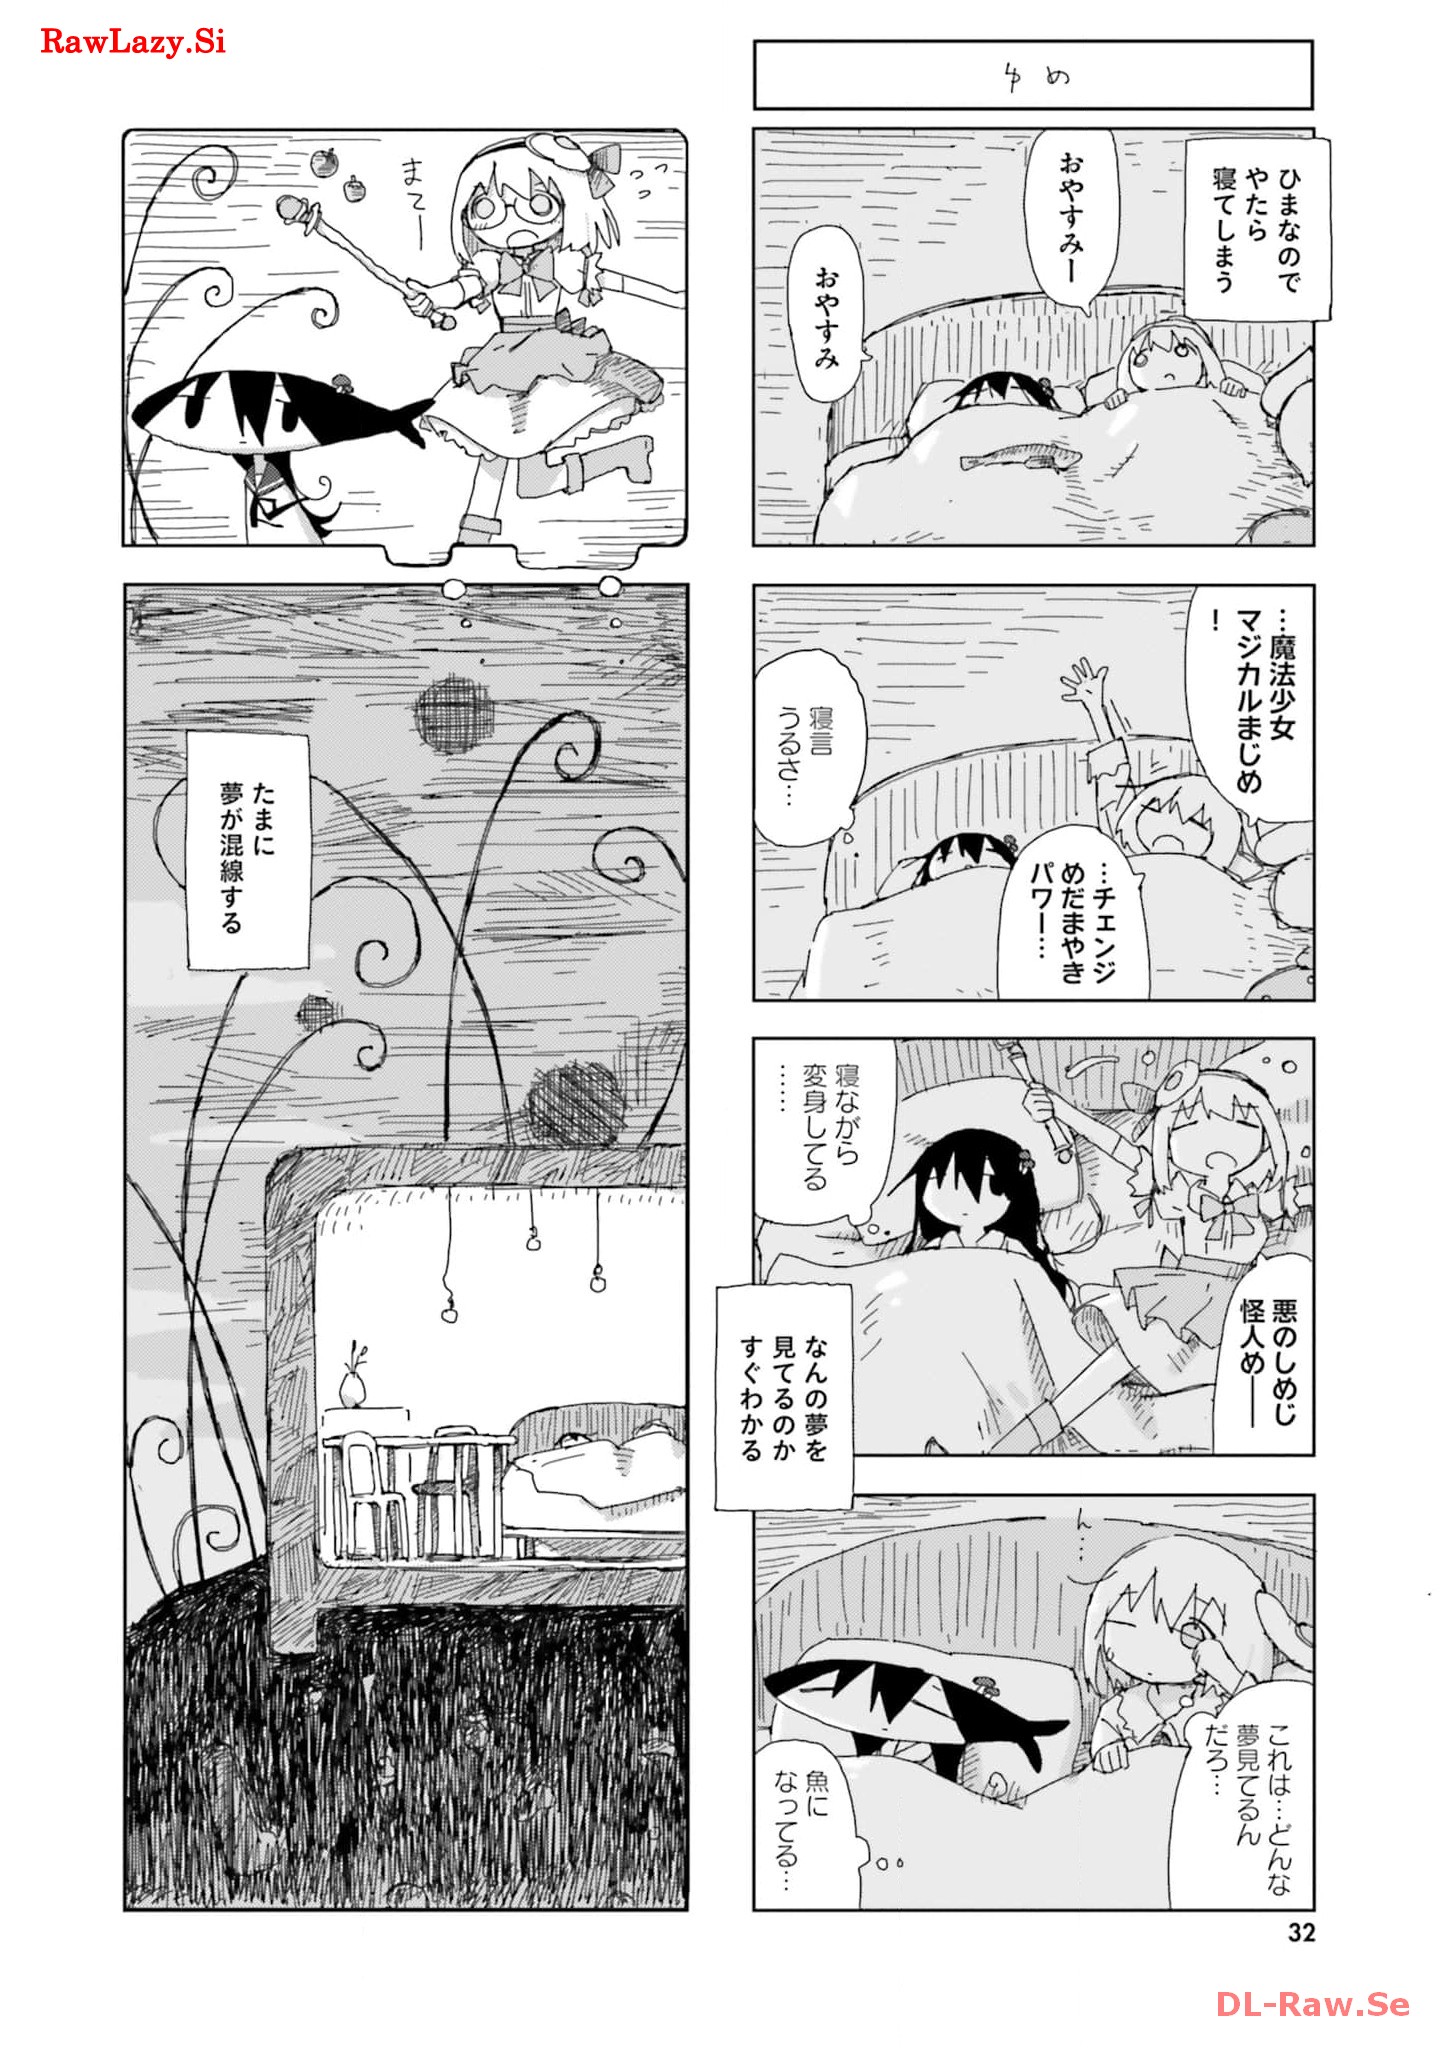 RawLazy.Si
ゆめ
ひまなので
やたら
寝てしまう
おやすみー
おやすみ
…魔法少女
マジカルまじめ
!
…チェンジ
めだまやき
パワー…
寝言
うるさ…
寝ながら
変身してる
……
悪のしめじ
怪人め──
なんの夢を
見てるのか
すぐわかる
ん…
これは…どんな
夢見てるん
だろ…
魚に
なってる…
まてー
たまに
夢が混線する
32
DL-Raw.Se